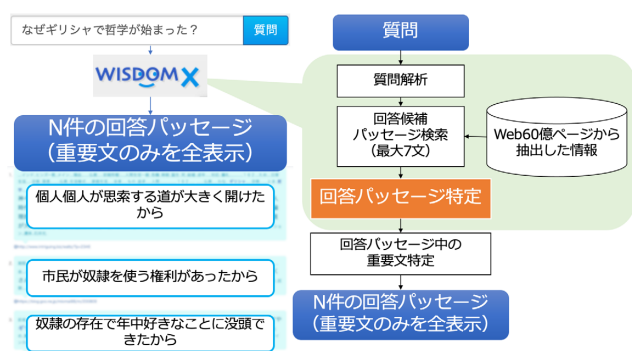 なぜギリシャで哲学が始まった？
質問
WISDOM X
N件の回答パッセージ
（重要文のみを全表示）
個人個人が思索する道が大きく開けた
から
市民が奴隷を使う権利があったから
奴隷の存在で年中好きなことに没頭で
きたから
質問
質問解析
回答候補
パッセージ検索
（最大7文）
Web60億ページから
抽出した情報
回答パッセージ特定
回答パッセージ中の
重要文特定
N件の回答パッセージ
（重要文のみを全表示）